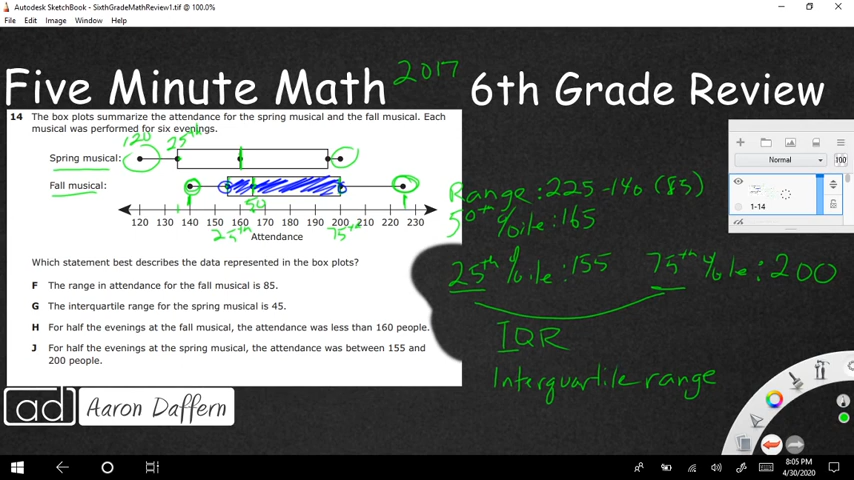 Autodesk SketchBook - SixthGradeMathReview1.tif @ 100.0%
File Edit Image Window Help
Five Minute Math 2017 6th Grade Review
14 The box plots summarize the attendance for the spring musical and the fall musical. Each
musical was performed for six evenings.
120 25th
Spring musical:
Fall musical:
50
120 130 140 150 160 170 180 190 200 210 220 230
25th 75th
Attendance
Which statement best describes the data represented in the box plots?
F The range in attendance for the fall musical is 85.
G The interquartile range for the spring musical is 45.
H For half the evenings at the fall musical, the attendance was less than 160 people.
J For half the evenings at the spring musical, the attendance was between 155 and
200 people.
Range: 225-140 (85)
50th %ile: 165
25th %ile: 155 75th %ile: 200
IQR
Interquartile range
Normal 100
1-14
ad Aaron Daffern
8:05 PM
4/30/2020